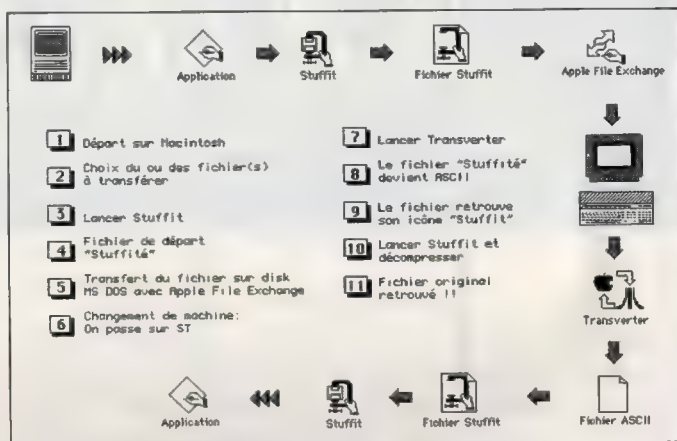 Application
Stuffit
Fichier Stuffit
Apple File Exchange
1 Départ sur Macintosh
2 Choix du ou des fichier(s)
à transférer
3 Lancer Stuffit
4 Fichier de départ
"Stuffité"
5 Transfert du fichier sur disk
MS DOS avec Apple File Exchange
6 Changement de machine:
On passe sur ST
7 Lancer Transverter
8 Le fichier "Stuffité"
devient ASCII
9 Le fichier retrouve
son icône "Stuffit"
10 Lancer Stuffit et
décompresser
11 Fichier original
retrouvé !!
Transverter
Application
Stuffit
Fichier Stuffit
Fichier ASCII